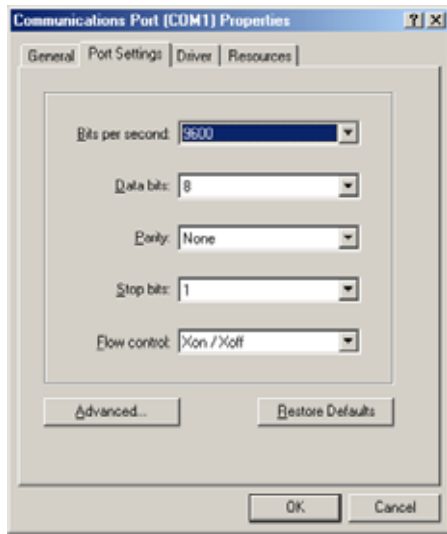 Communications Port (COM1) Properties
General Port Settings Driver Resources
Bits per second: 9600
Data bits: 8
Parity: None
Stop bits: 1
Flow control: Xon / Xoff
Advanced... Restore Defaults
OK Cancel